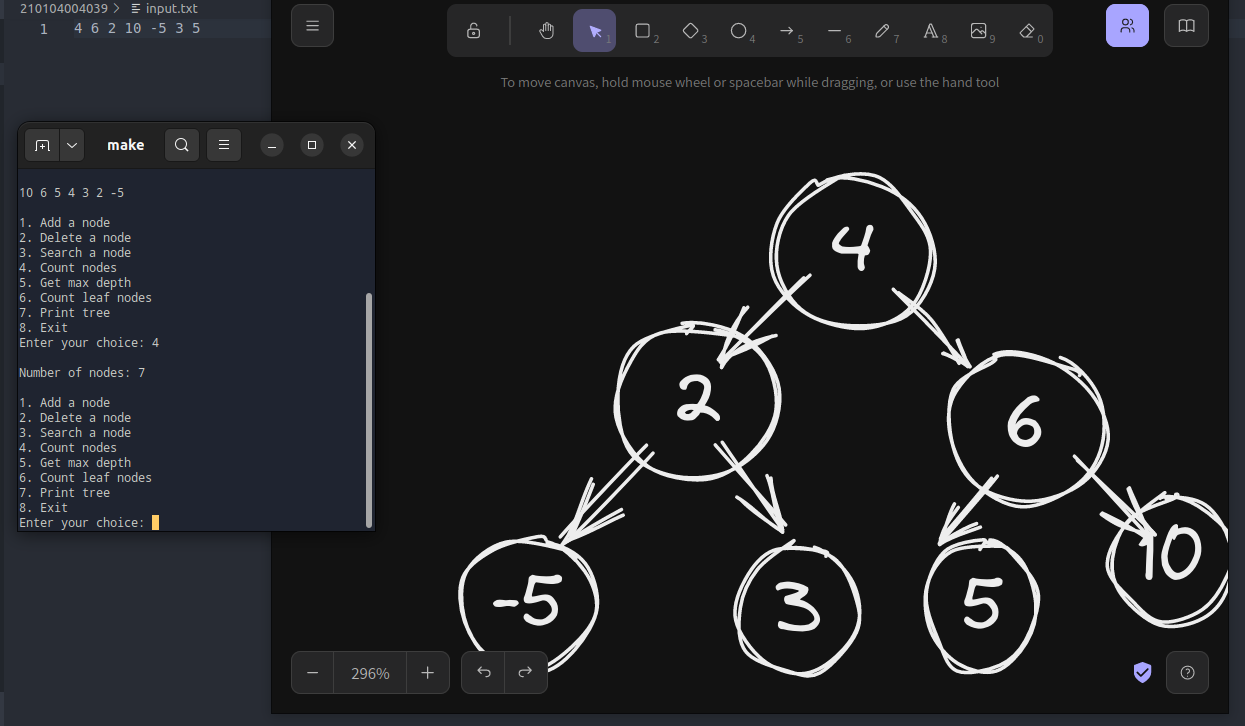 210104004039 > input.txt
1 4 6 2 10 -5 3 5
1 2 3 4 5 6 7 8 9 0
To move canvas, hold mouse wheel or spacebar while dragging, or use the hand tool
make
10 6 5 4 3 2 -5
1. Add a node
2. Delete a node
3. Search a node
4. Count nodes
5. Get max depth
6. Count leaf nodes
7. Print tree
8. Exit
Enter your choice: 4
Number of nodes: 7
1. Add a node
2. Delete a node
3. Search a node
4. Count nodes
5. Get max depth
6. Count leaf nodes
7. Print tree
8. Exit
Enter your choice:
4
2
6
-5
3
5
10
296%